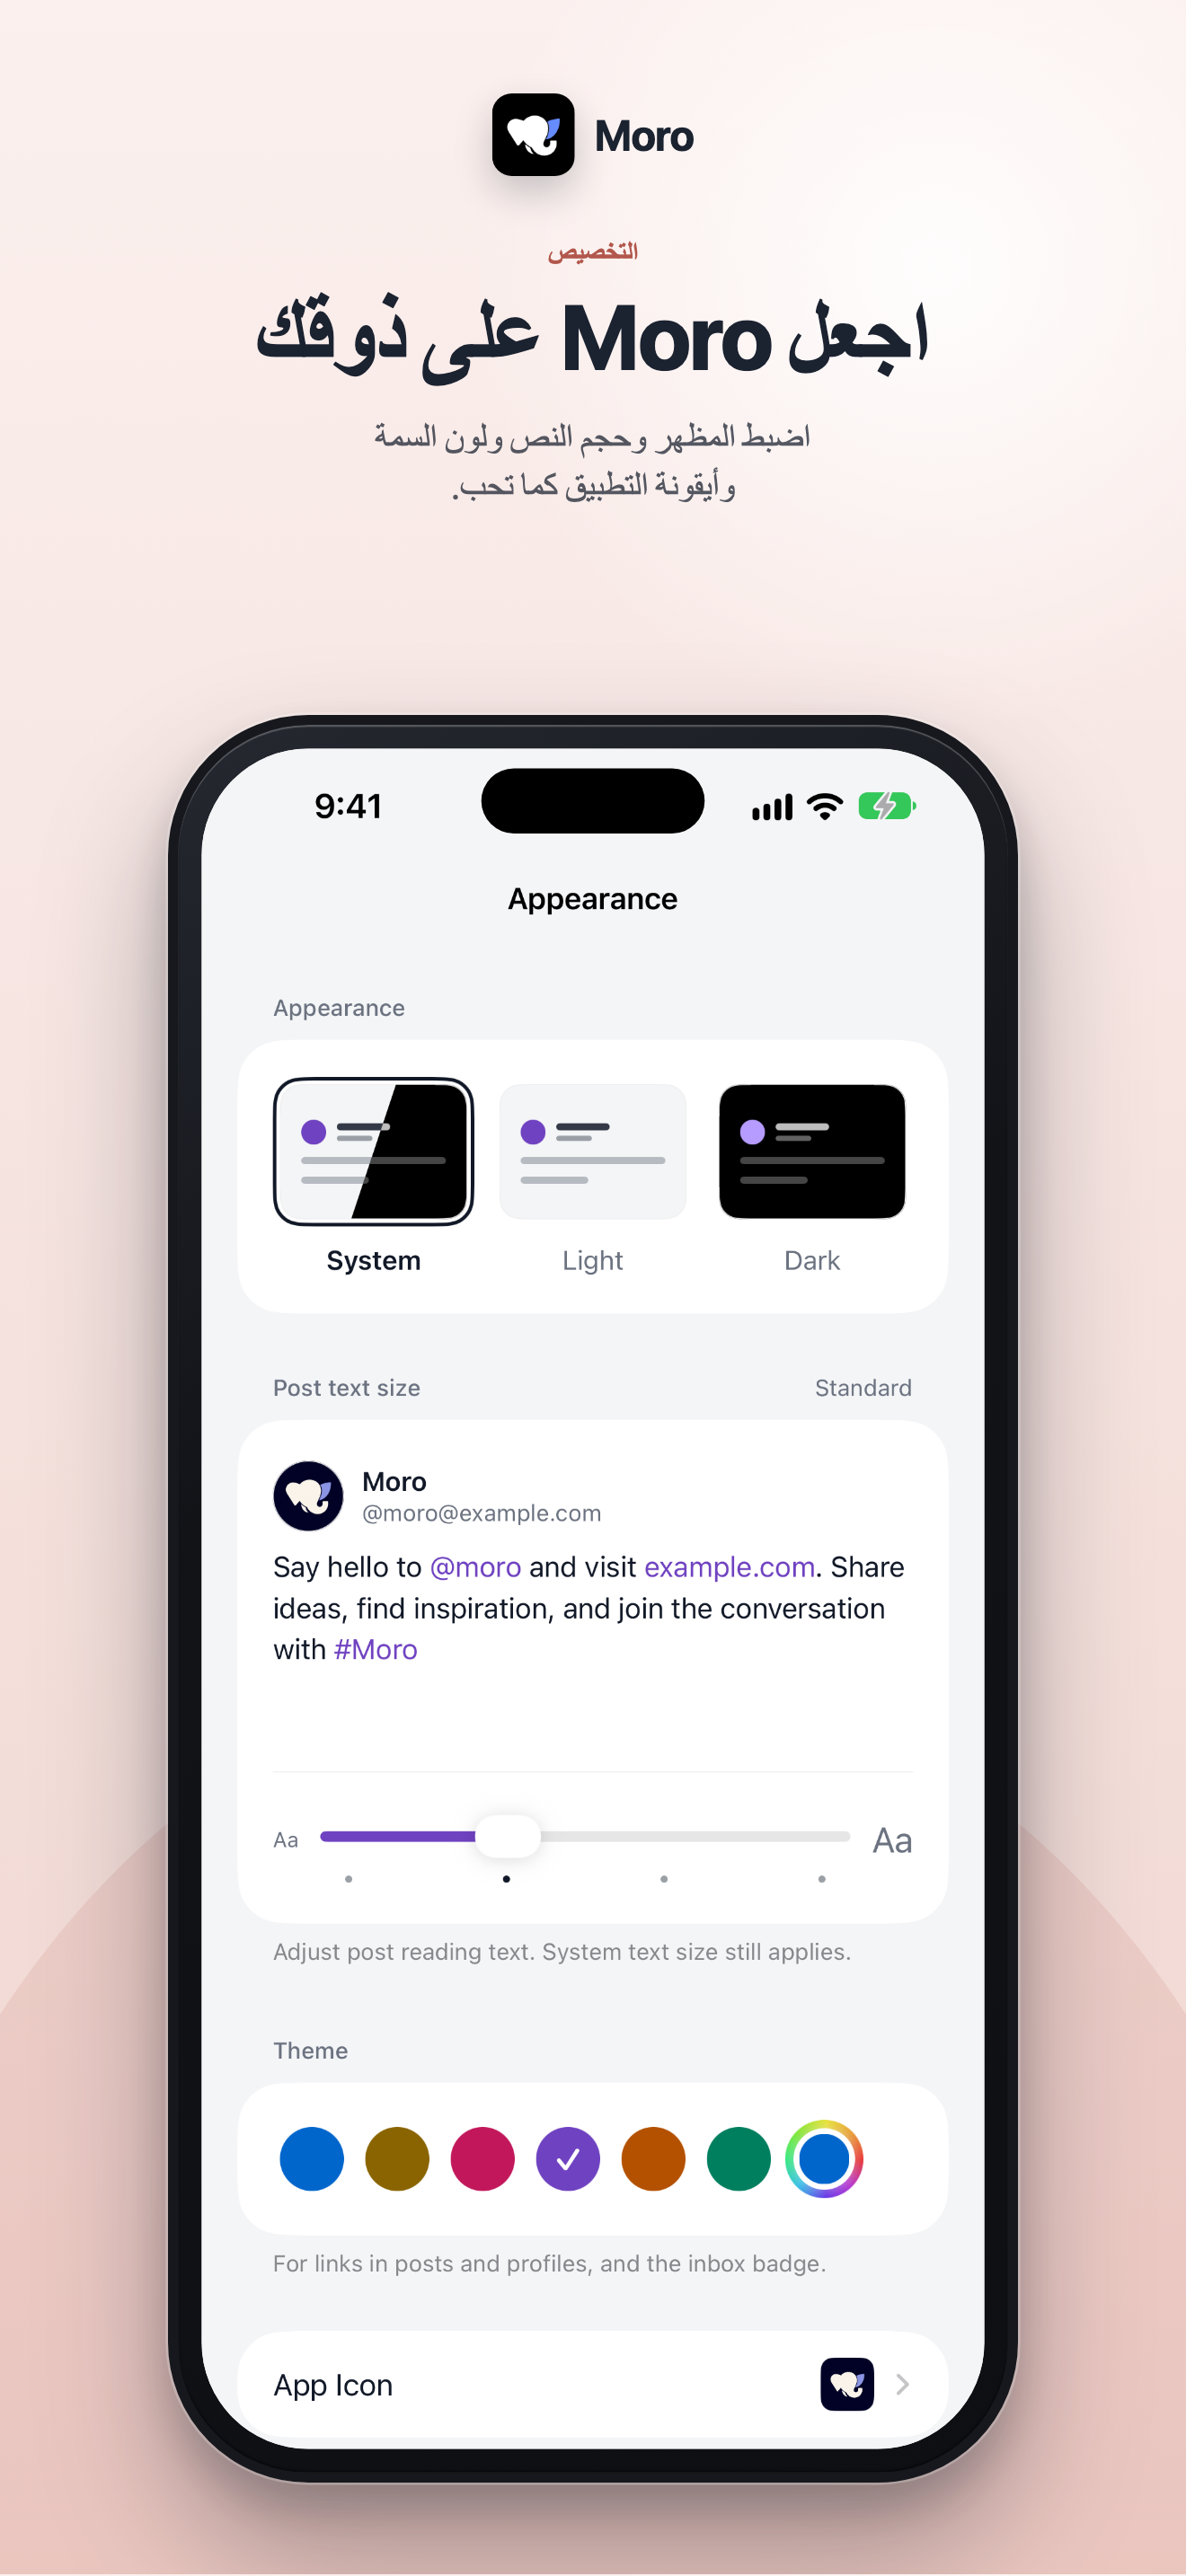 Moro
التخصيص
اجعل Moro على ذوقك
اضبط المظهر وحجم النص ولون السمة
وأيقونة التطبيق كما تحب.
9:41
Appearance
Appearance
System Light Dark
Post text size Standard
Moro
@moro@example.com
Say hello to @moro and visit example.com. Share
ideas, find inspiration, and join the conversation
with #Moro
Aa Aa
Adjust post reading text. System text size still applies.
Theme
For links in posts and profiles, and the inbox badge.
App Icon